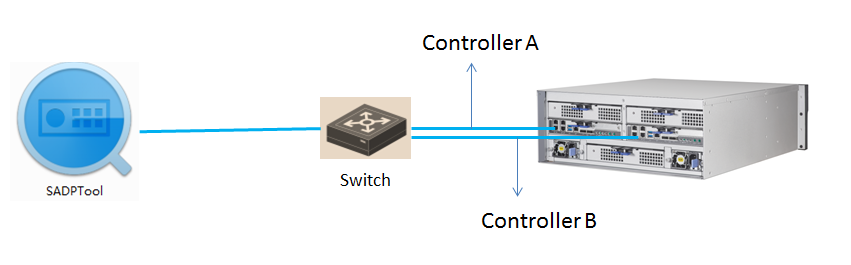 Controller A
SADPTool
Switch
Controller B